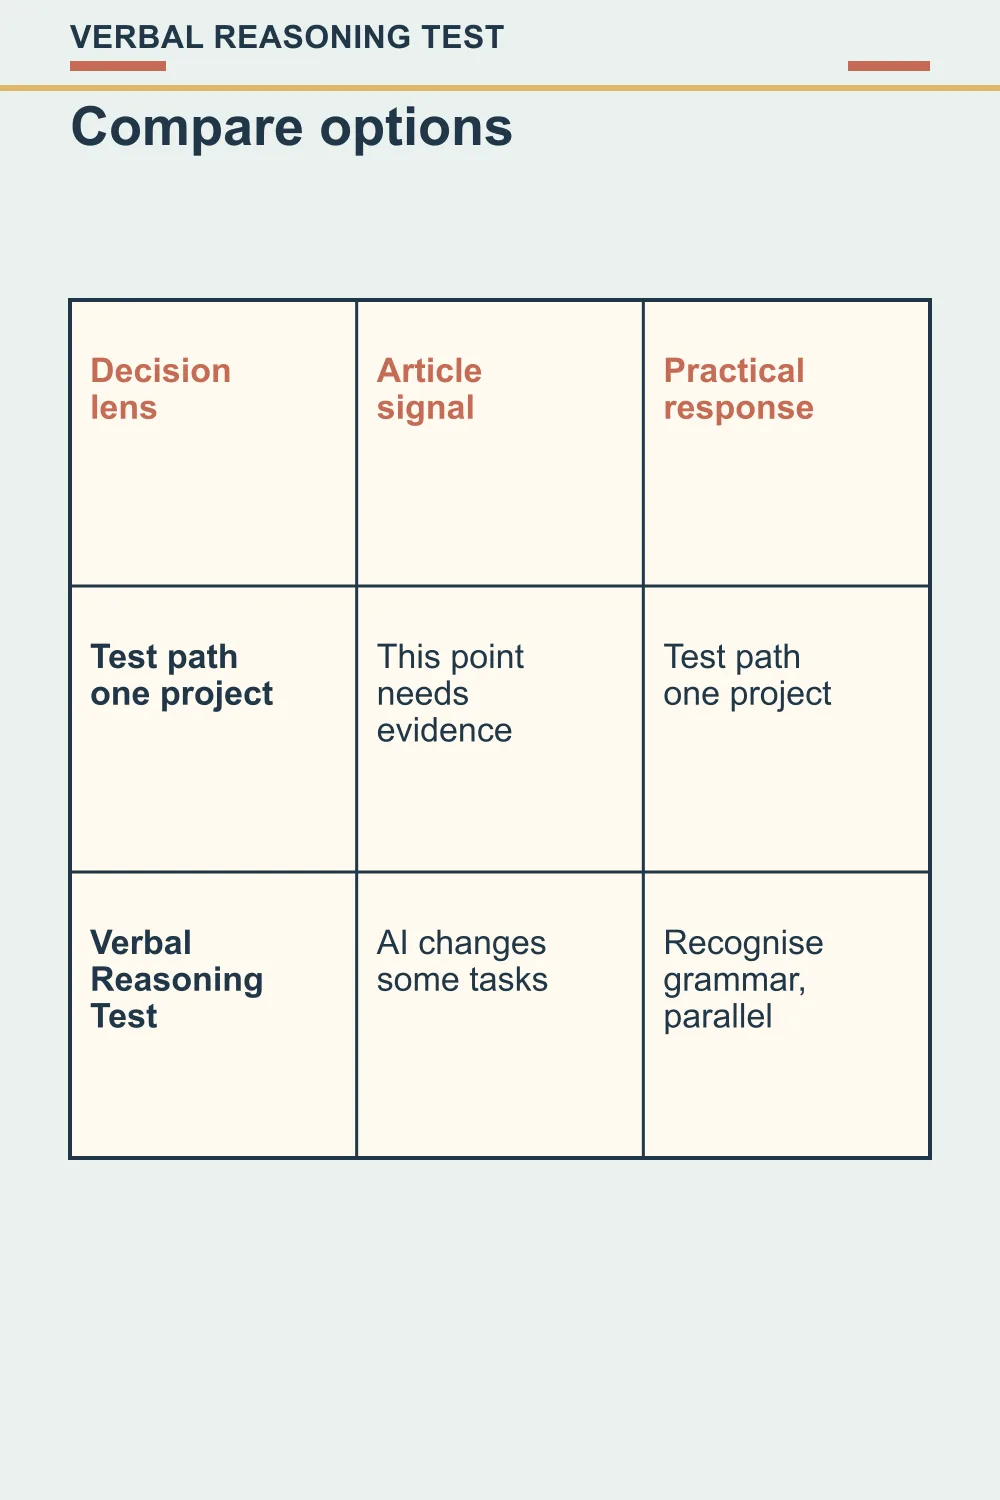 VERBAL REASONING TEST
Compare options
Decision
lens
Article
signal
Practical
response
Test path
one project
This point
needs
evidence
Test path
one project
Verbal
Reasoning
Test
AI changes
some tasks
Recognise
grammar,
parallel